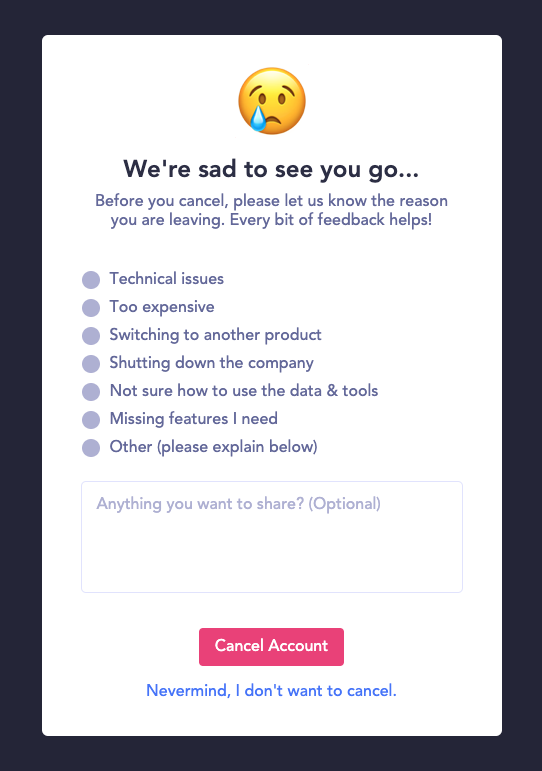 We're sad to see you go...
Before you cancel, please let us know the reason
you are leaving. Every bit of feedback helps!
Technical issues
Too expensive
Switching to another product
Shutting down the company
Not sure how to use the data & tools
Missing features I need
Other (please explain below)
Anything you want to share? (Optional)
Cancel Account
Nevermind, I don't want to cancel.